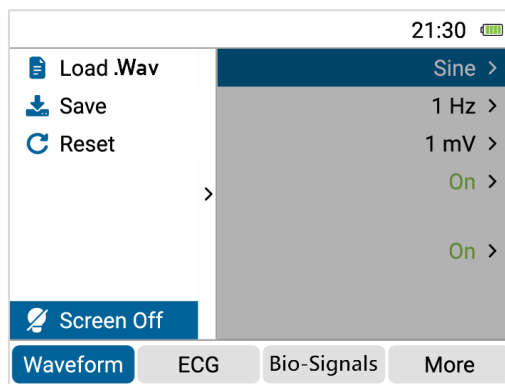 21:30
Load .Wav
Sine >
Save
1 Hz >
Reset
1 mV >
On >
>
On >
Screen Off
Waveform ECG Bio-Signals More